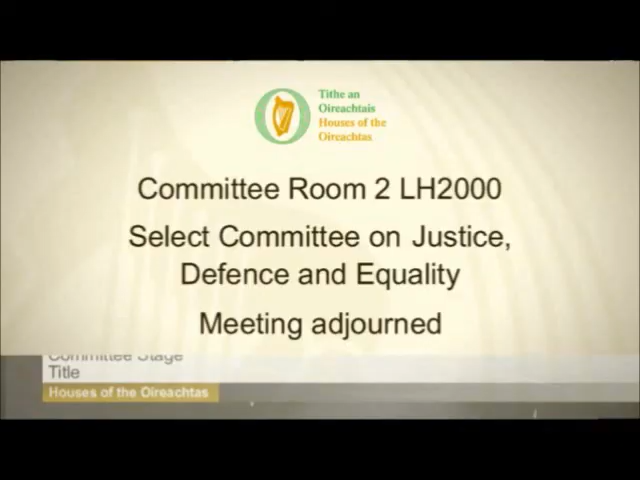 Tithe an
Oireachtais
Houses of the
Oireachtas
Committee Room 2 LH2000
Select Committee on Justice,
Defence and Equality
Meeting adjourned
Committee Stage
Title
Houses of the Oireachtas